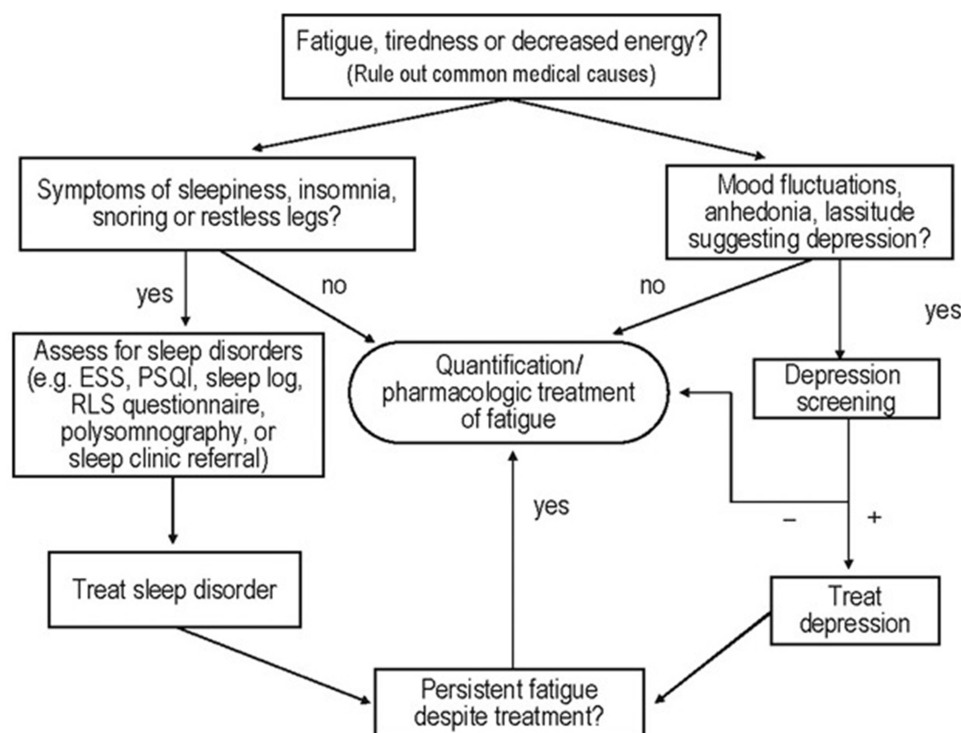 Fatigue, tiredness or decreased energy?
(Rule out common medical causes)
Symptoms of sleepiness, insomnia,
snoring or restless legs?
Mood fluctuations,
anhedonia, lassitude
suggesting depression?
yes
no
no
yes
Assess for sleep disorders
(e.g. ESS, PSQI, sleep log,
RLS questionnaire,
polysomnography, or
sleep clinic referral)
Quantification/
pharmacologic treatment
of fatigue
Depression
screening
yes
–
+
Treat sleep disorder
Treat
depression
Persistent fatigue
despite treatment?